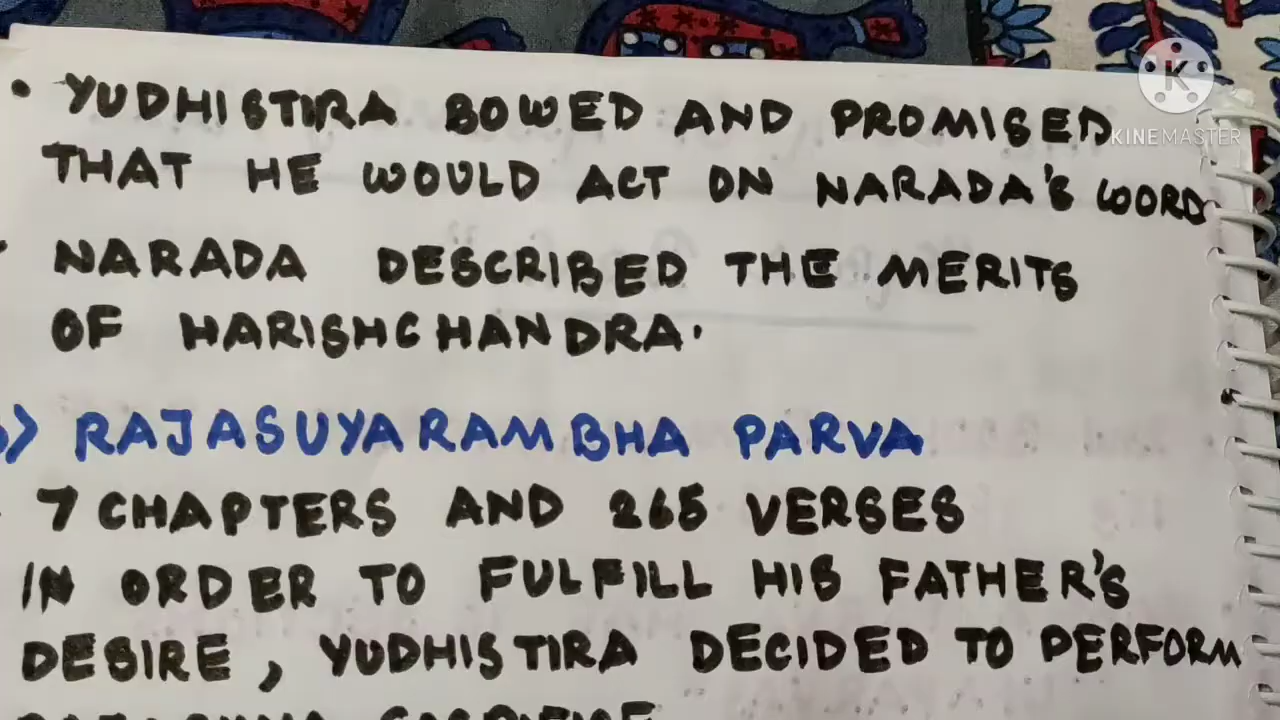 • YUDHISTIRA BOWED AND PROMISED
THAT HE WOULD ACT ON NARADA'S WORD
NARADA DESCRIBED THE MERITS
OF HARISHCHANDRA.
> RAJASUYARAMBHA PARVA
7 CHAPTERS AND 265 VERSES
IN ORDER TO FULFILL HIS FATHER'S
DESIRE, YUDHISTIRA DECIDED TO PERFORM
K
KINEMASTER